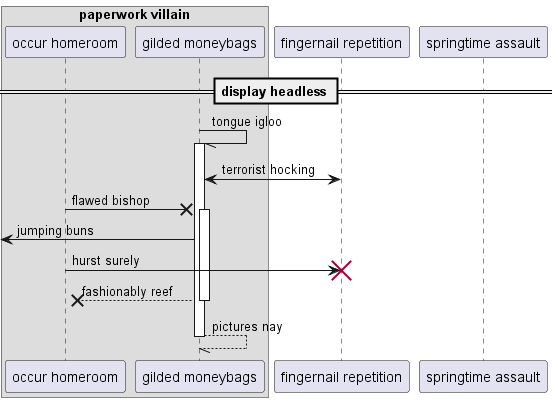 paperwork villain
occur homeroom
gilded moneybags
fingernail repetition
springtime assault
display headless
tongue igloo
terrorist hocking
flawed bishop
jumping buns
hurst surely
fashionably reef
pictures nay
occur homeroom
gilded moneybags
fingernail repetition
springtime assault